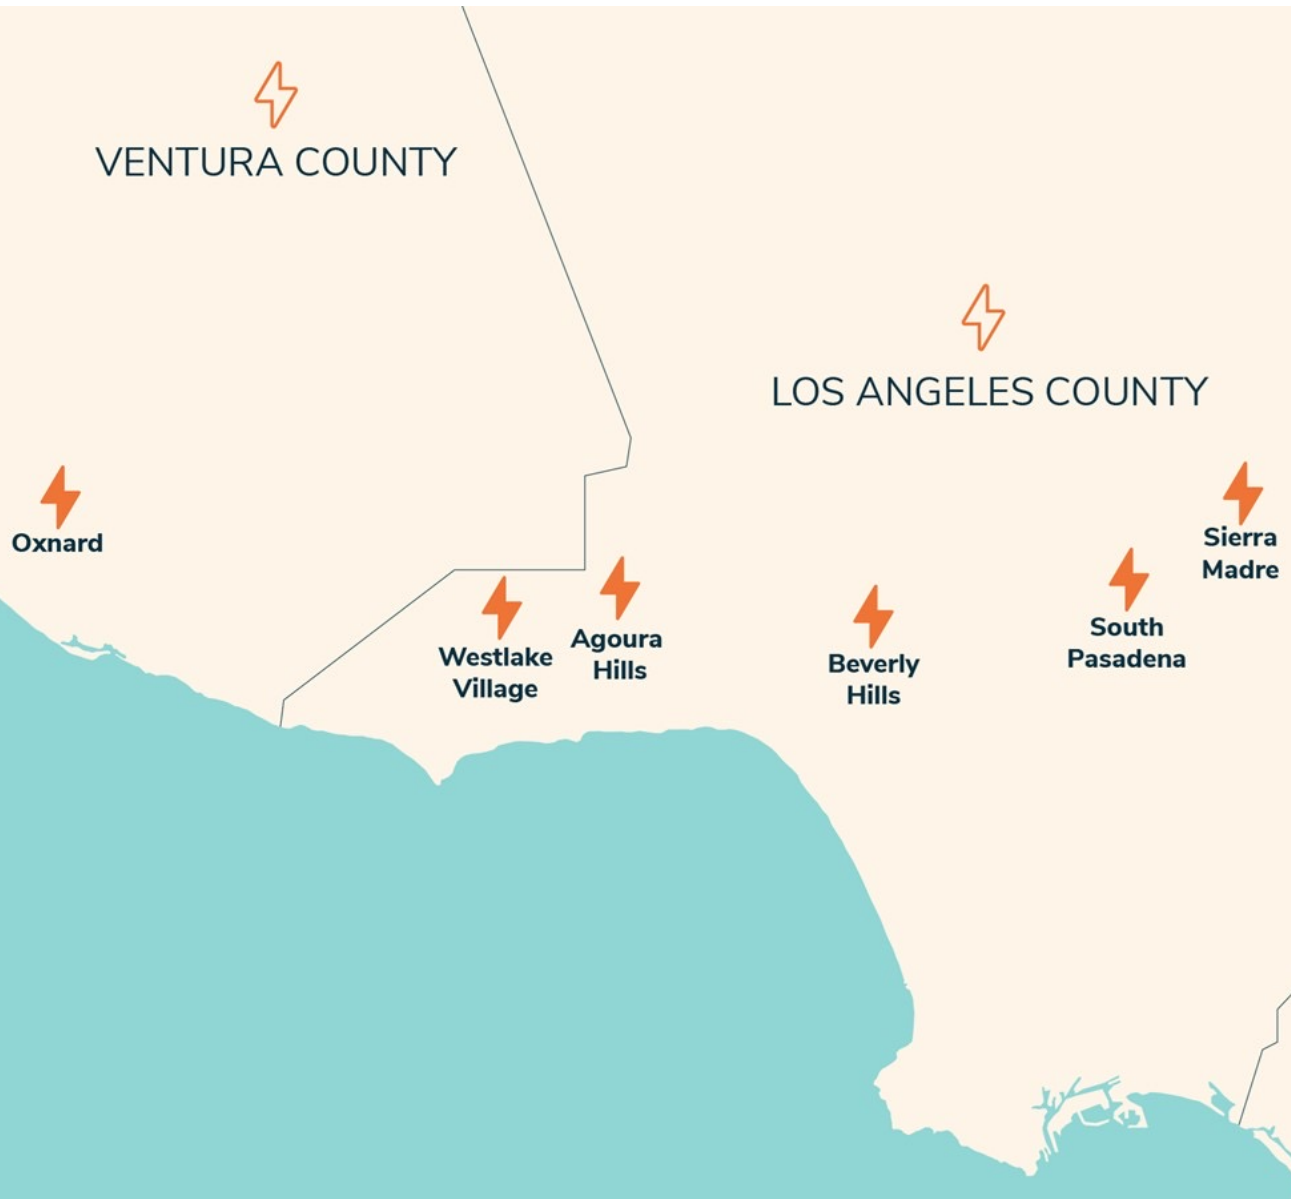 VENTURA COUNTY
LOS ANGELES COUNTY
Oxnard
Westlake
Village
Agoura
Hills
Beverly
Hills
South
Pasadena
Sierra
Madre